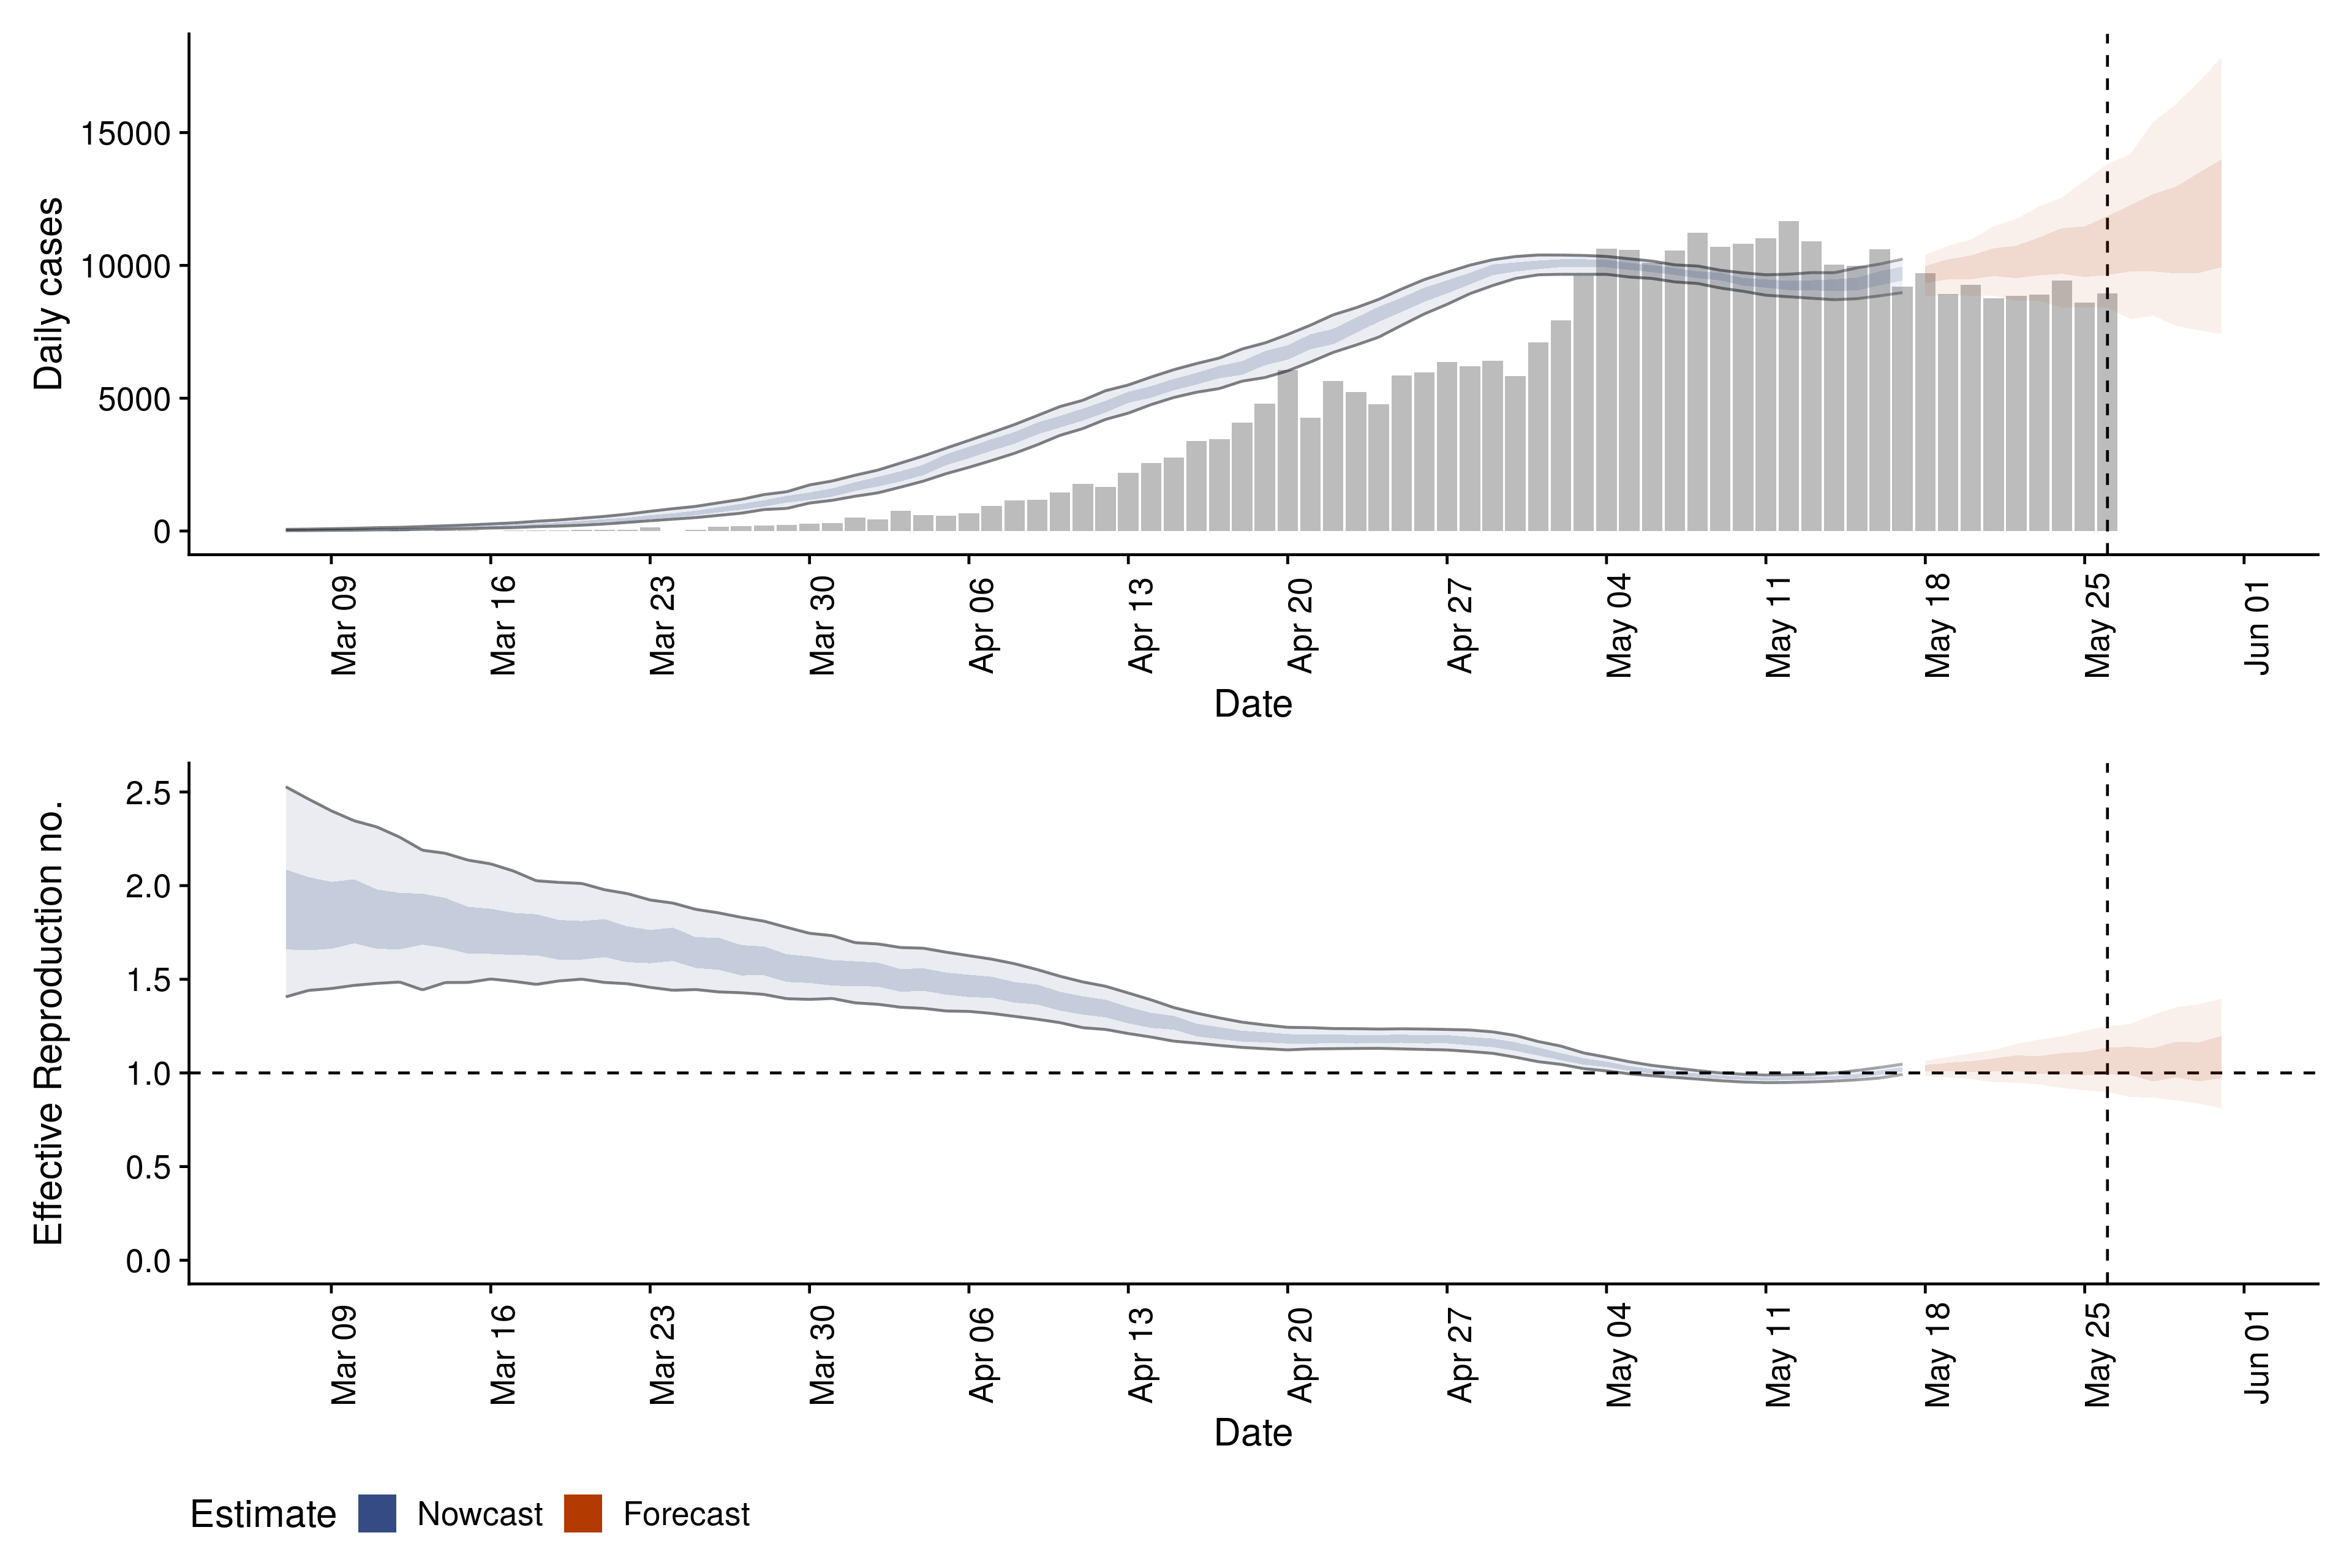 Daily cases
15000
10000
5000
0
Mar 09
Mar 16
Mar 23
Mar 30
Apr 06
Apr 13
Apr 20
Apr 27
May 04
May 11
May 18
May 25
Jun 01
Date
Effective Reproduction no.
2.5
2.0
1.5
1.0
0.5
0.0
Mar 09
Mar 16
Mar 23
Mar 30
Apr 06
Apr 13
Apr 20
Apr 27
May 04
May 11
May 18
May 25
Jun 01
Date
Estimate Nowcast Forecast